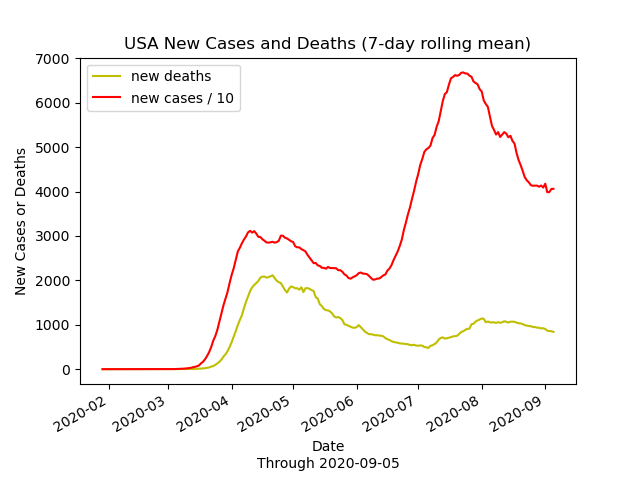 USA New Cases and Deaths (7-day rolling mean)
new deaths
new cases / 10
7000
6000
5000
4000
3000
2000
1000
0
New Cases or Deaths
2020-02
2020-03
2020-04
2020-05
2020-06
2020-07
2020-08
2020-09
Date
Through 2020-09-05